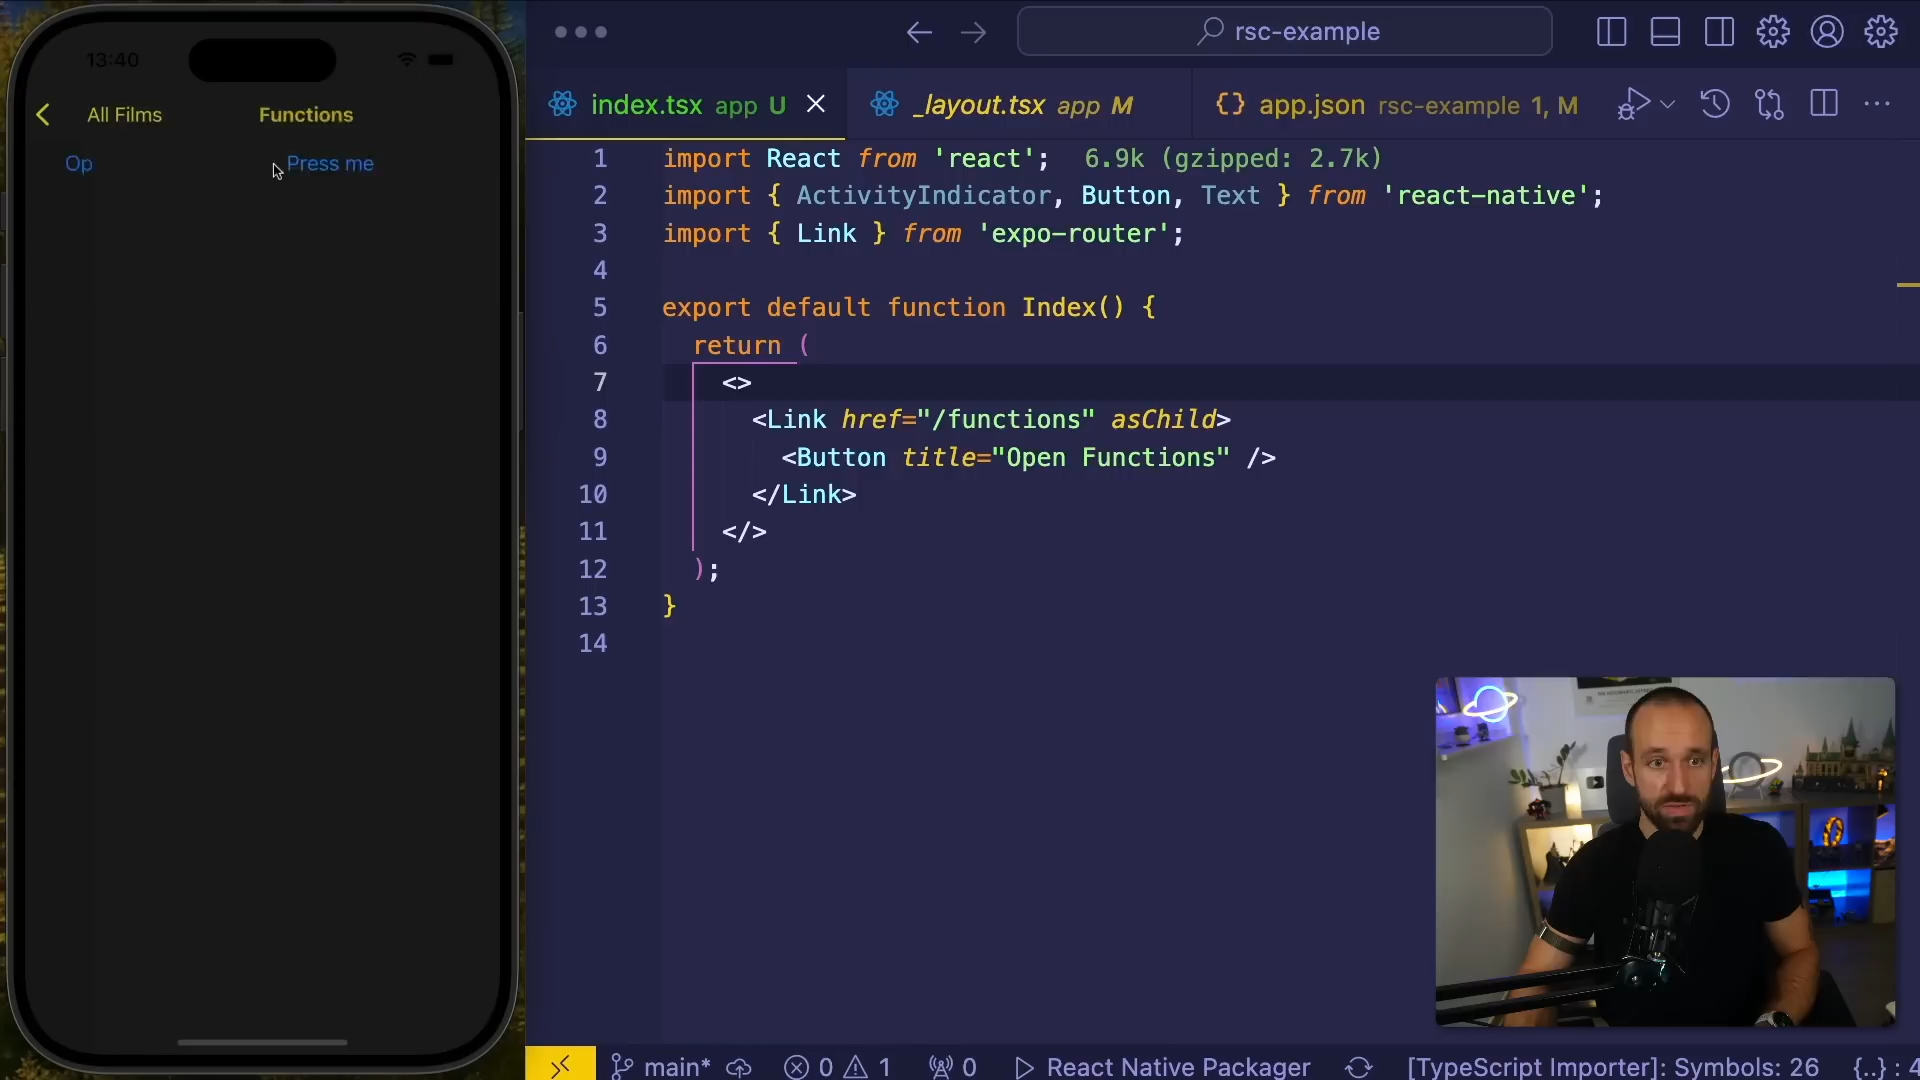 13:40
All Films
Functions
Op
Press me
rsc-example
index.tsx app U
_layout.tsx app M
{} app.json rsc-example 1, M
1 import React from 'react'; 6.9k (gzipped: 2.7k)
2 import { ActivityIndicator, Button, Text } from 'react-native';
3 import { Link } from 'expo-router';
4
5 export default function Index() {
6 return (
7 <>
8 <Link href="/functions" asChild>
9 <Button title="Open Functions" />
10 </Link>
11 </>
12 );
13 }
14
main* 0 1 0 React Native Packager [TypeScript Importer]: Symbols: 26 {..} : 4